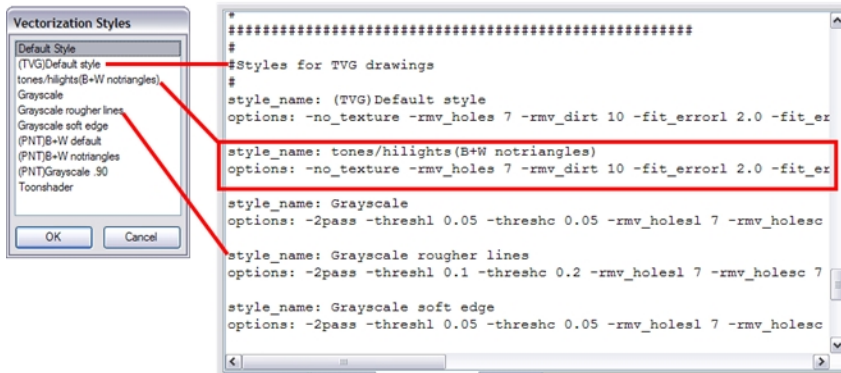 Vectorization Styles
Default Style
(TVG)Default style
tones/hilights(B+W notriangles)
Grayscale
Grayscale rougher lines
Grayscale soft edge
(PNT)B+W default
(PNT)B+W notriangles
(PNT)Grayscale .90
Toonshader
OK
Cancel
#
######################################################
#
#Styles for TVG drawings
#
style_name: (TVG)Default style
options: -no_texture -rmv_holes 7 -rmv_dirt 10 -fit_errorl 2.0 -fit_er
style_name: tones/hilights(B+W notriangles)
options: -no_texture -rmv_holes 7 -rmv_dirt 10 -fit_errorl 2.0 -fit_er
style_name: Grayscale
options: -2pass -threshl 0.05 -threshc 0.05 -rmv_holesl 7 -rmv_holesc
style_name: Grayscale rougher lines
options: -2pass -threshl 0.1 -threshc 0.2 -rmv_holesl 7 -rmv_holesc 7
style_name: Grayscale soft edge
options: -2pass -threshl 0.05 -threshc 0.05 -rmv_holesl 7 -rmv_holesc